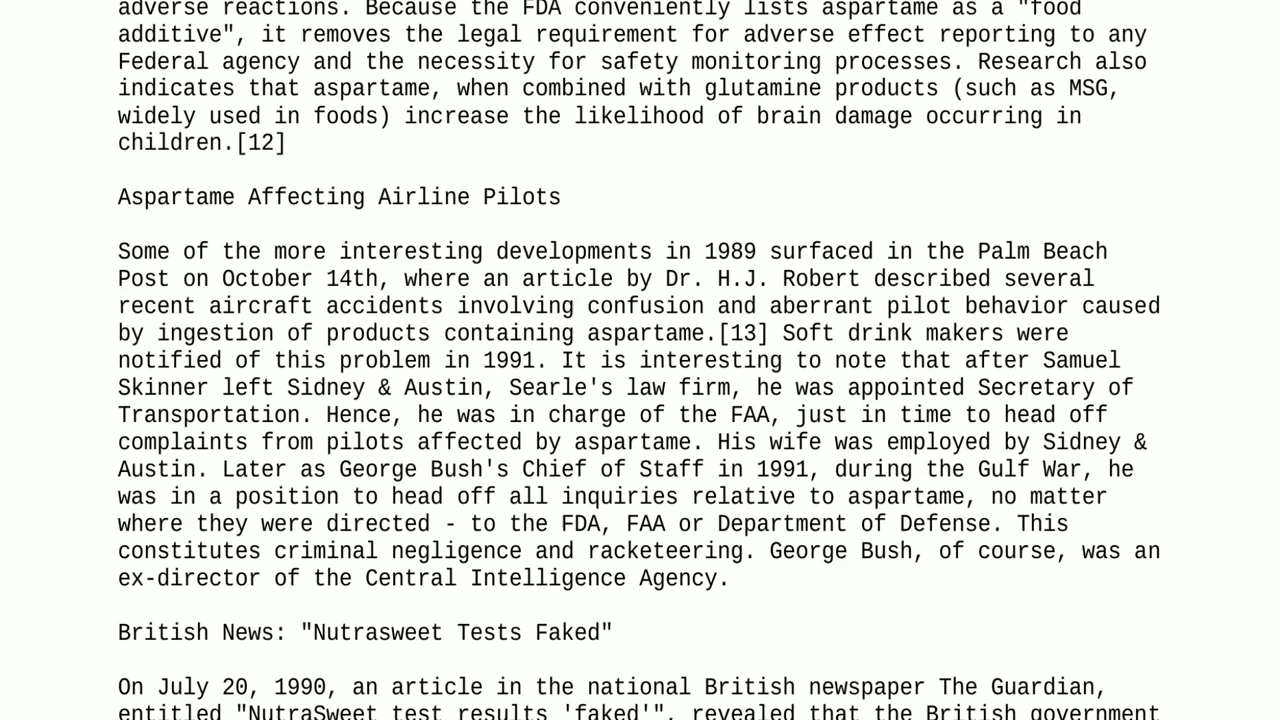 adverse reactions. Because the FDA conveniently lists aspartame as a "food
additive", it removes the legal requirement for adverse effect reporting to any
Federal agency and the necessity for safety monitoring processes. Research also
indicates that aspartame, when combined with glutamine products (such as MSG,
widely used in foods) increase the likelihood of brain damage occurring in
children.[12]
Aspartame Affecting Airline Pilots
Some of the more interesting developments in 1989 surfaced in the Palm Beach
Post on October 14th, where an article by Dr. H.J. Robert described several
recent aircraft accidents involving confusion and aberrant pilot behavior caused
by ingestion of products containing aspartame.[13] Soft drink makers were
notified of this problem in 1991. It is interesting to note that after Samuel
Skinner left Sidney & Austin, Searle's law firm, he was appointed Secretary of
Transportation. Hence, he was in charge of the FAA, just in time to head off
complaints from pilots affected by aspartame. His wife was employed by Sidney &
Austin. Later as George Bush's Chief of Staff in 1991, during the Gulf War, he
was in a position to head off all inquiries relative to aspartame, no matter
where they were directed - to the FDA, FAA or Department of Defense. This
constitutes criminal negligence and racketeering. George Bush, of course, was an
ex-director of the Central Intelligence Agency.
British News: "Nutrasweet Tests Faked"
On July 20, 1990, an article in the national British newspaper The Guardian,
entitled "NutraSweet test results 'faked'", revealed that the British government